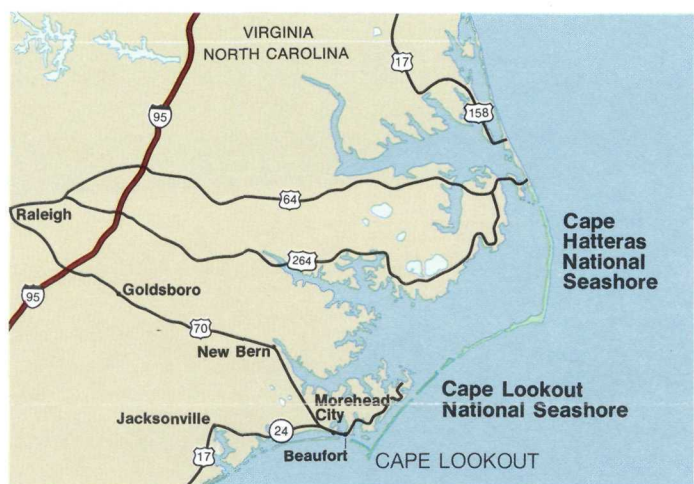 VIRGINIA
NORTH CAROLINA
17
158
95
64
Raleigh
Cape
Hatteras
National
Seashore
264
95
Goldsboro
70
New Bern
Cape Lookout
National Seashore
Morehead
City
Jacksonville
24
17
Beaufort
CAPE LOOKOUT